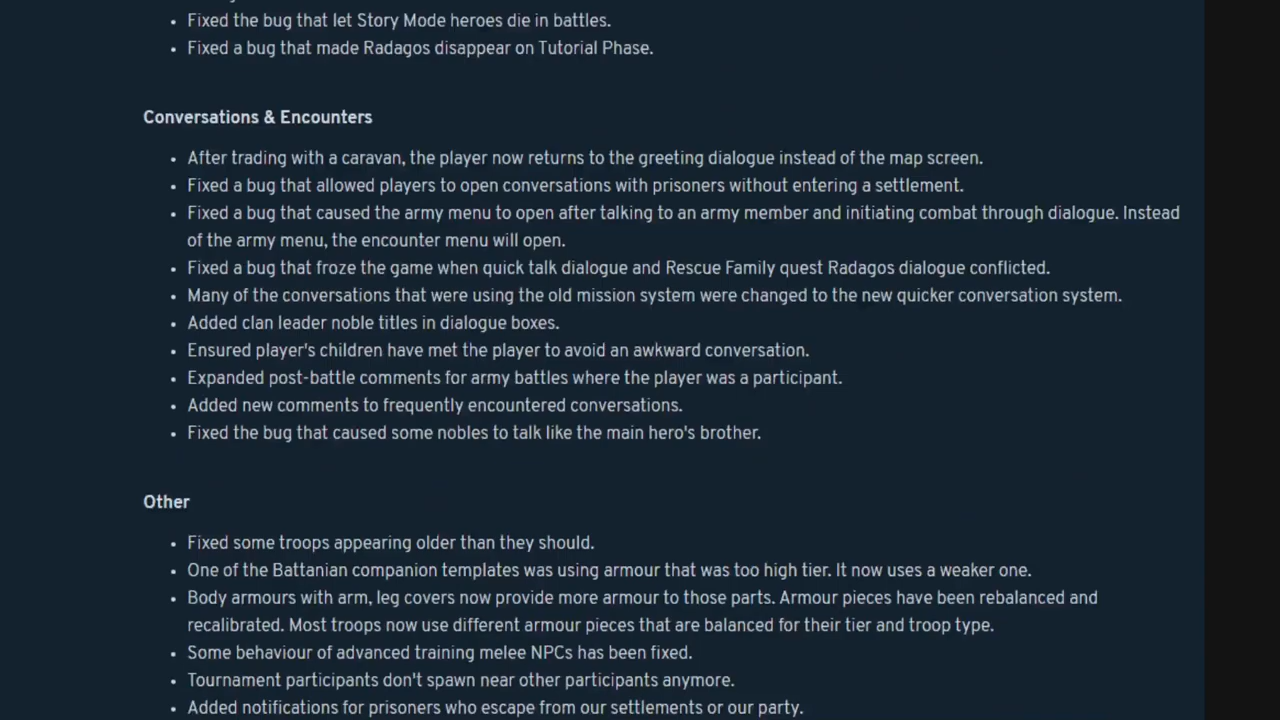 Fixed the bug that let Story Mode heroes die in battles.
Fixed a bug that made Radagos disappear on Tutorial Phase.
Conversations & Encounters
After trading with a caravan, the player now returns to the greeting dialogue instead of the map screen.
Fixed a bug that allowed players to open conversations with prisoners without entering a settlement.
Fixed a bug that caused the army menu to open after talking to an army member and initiating combat through dialogue. Instead
of the army menu, the encounter menu will open.
Fixed a bug that froze the game when quick talk dialogue and Rescue Family quest Radagos dialogue conflicted.
Many of the conversations that were using the old mission system were changed to the new quicker conversation system.
Added clan leader noble titles in dialogue boxes.
Ensured player's children have met the player to avoid an awkward conversation.
Expanded post-battle comments for army battles where the player was a participant.
Added new comments to frequently encountered conversations.
Fixed the bug that caused some nobles to talk like the main hero's brother.
Other
Fixed some troops appearing older than they should.
One of the Battanian companion templates was using armour that was too high tier. It now uses a weaker one.
Body armours with arm, leg covers now provide more armour to those parts. Armour pieces have been rebalanced and
recalibrated. Most troops now use different armour pieces that are balanced for their tier and troop type.
Some behaviour of advanced training melee NPCs has been fixed.
Tournament participants don't spawn near other participants anymore.
Added notifications for prisoners who escape from our settlements or our party.